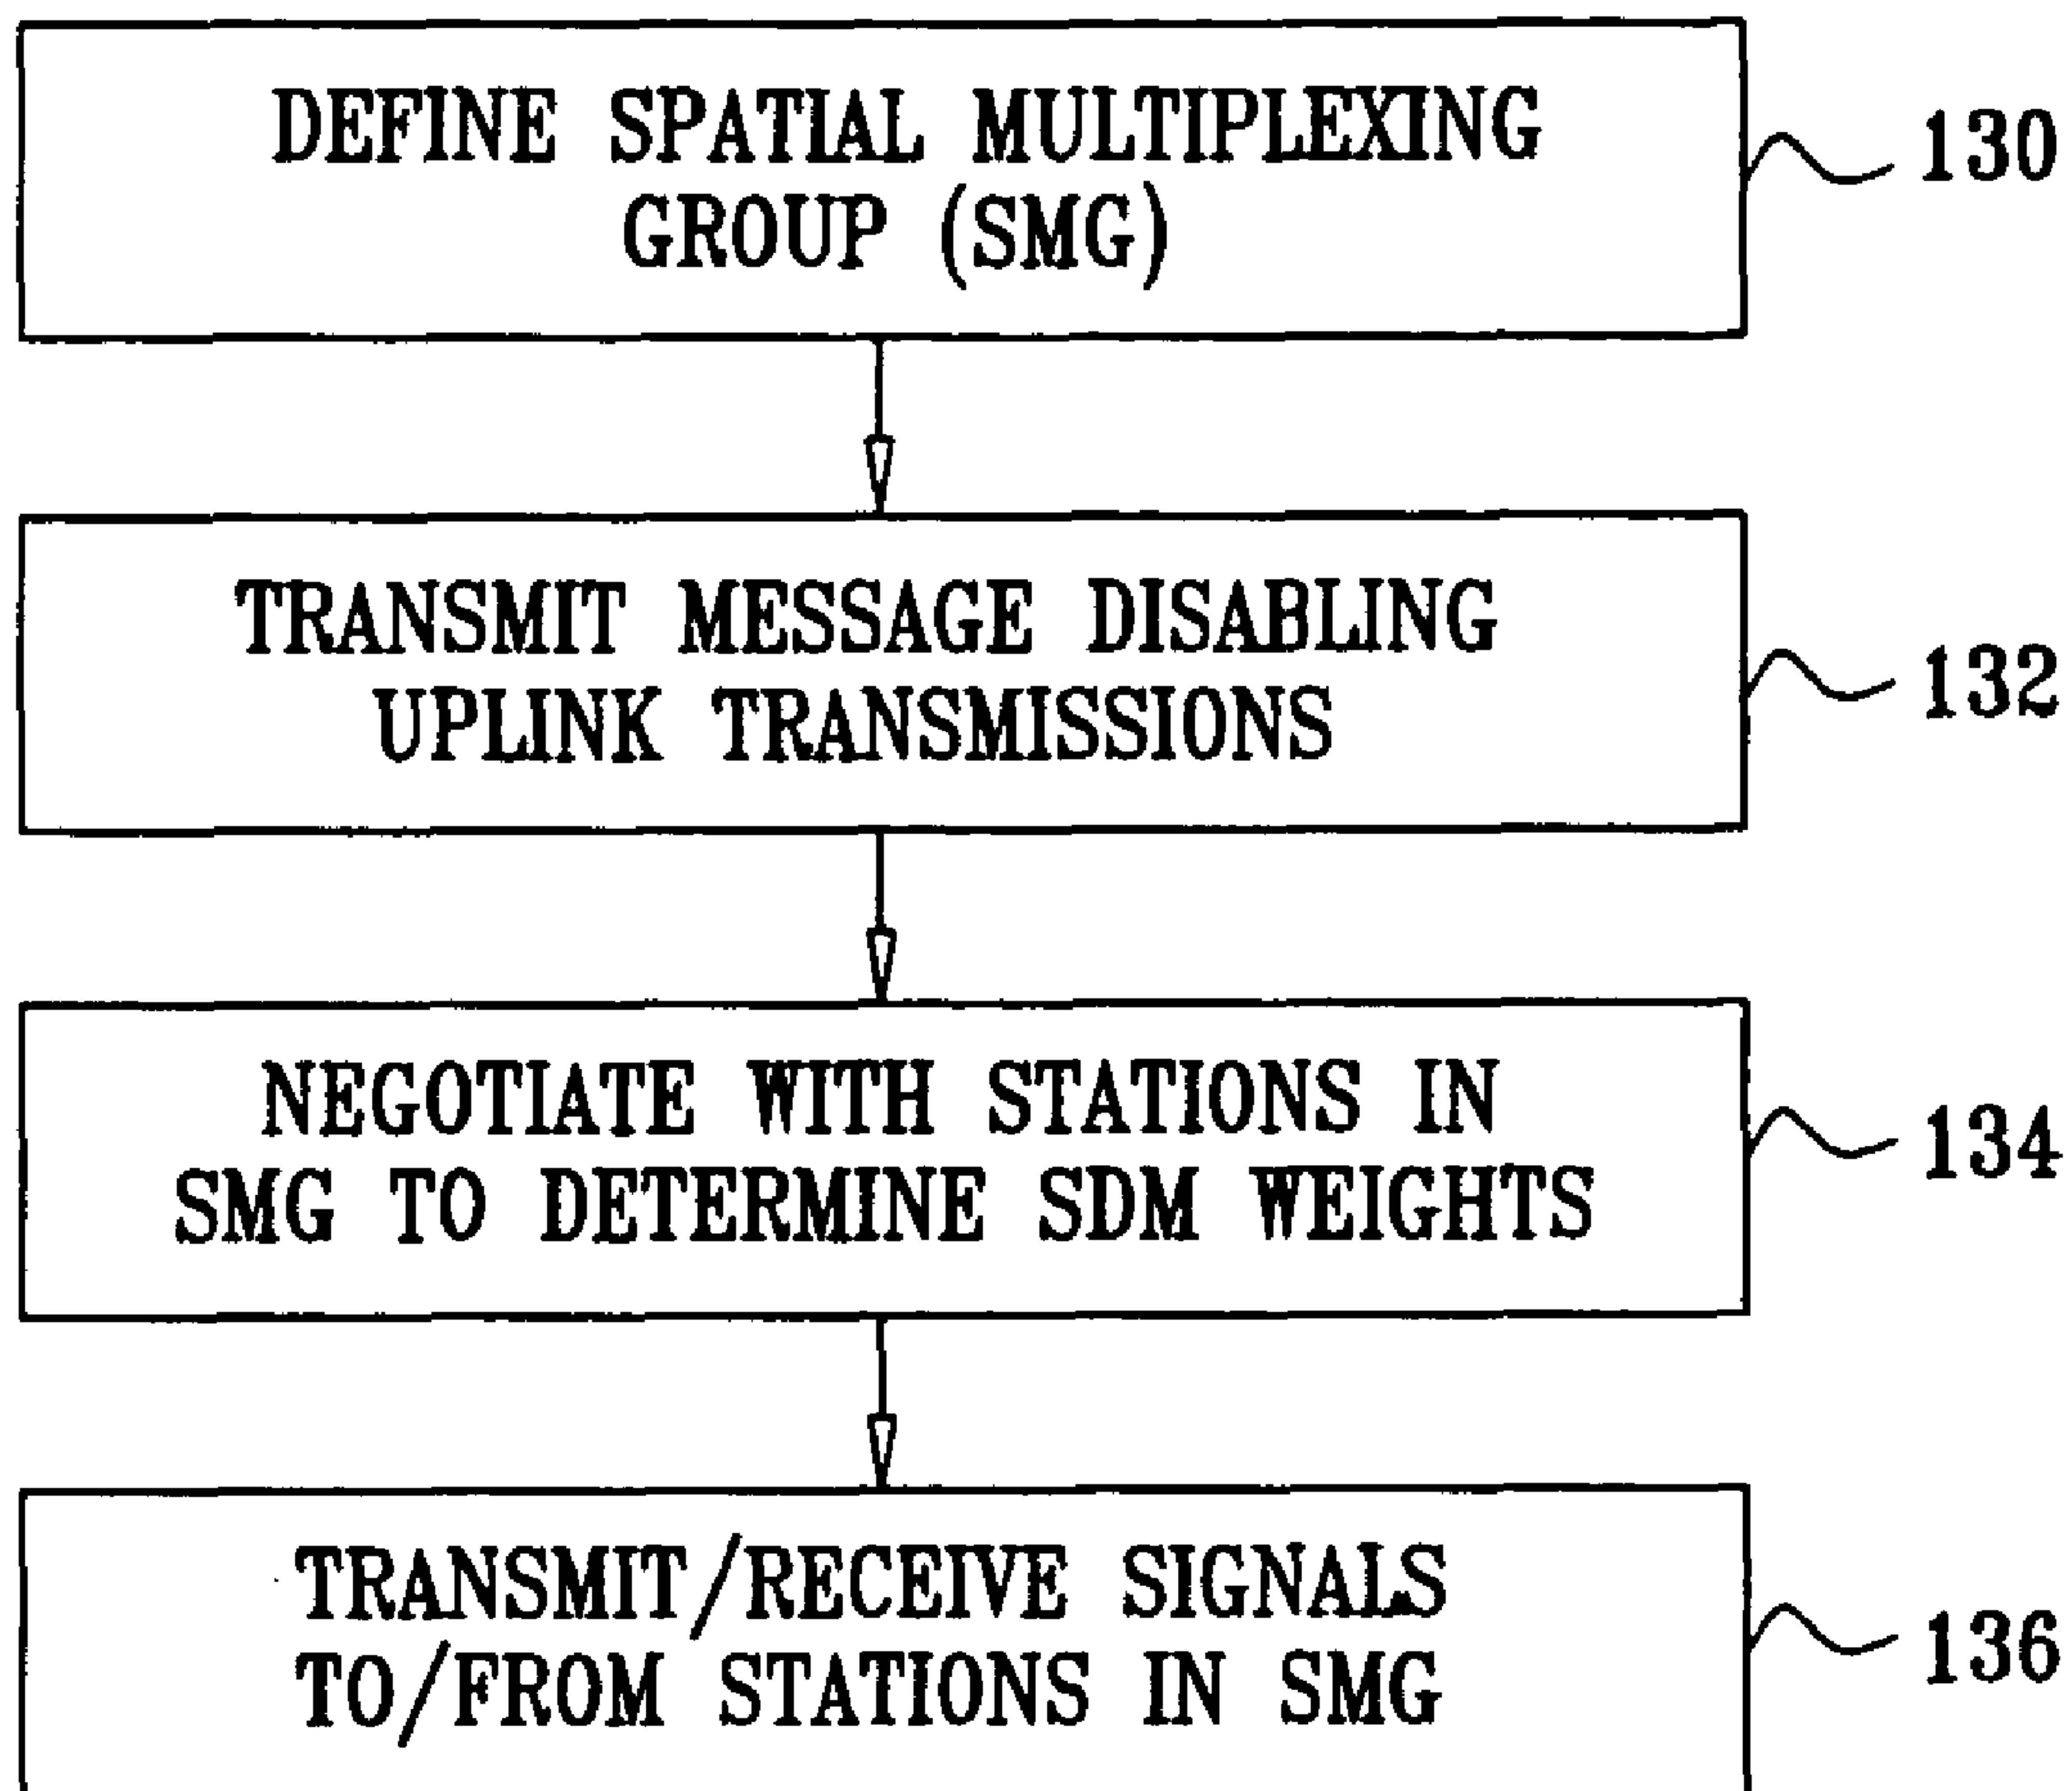 DEFINE SPATIAL MULTIPLEXING
GROUP (SMG)
130
TRANSMIT MESSAGE DISABLING
UPLINK TRANSMISSIONS
132
NEGOTIATE WITH STATIONS IN
SMG TO DETERMINE SDM WEIGHTS
134
TRANSMIT/RECEIVE SIGNALS
TO/FROM STATIONS IN SMG
136